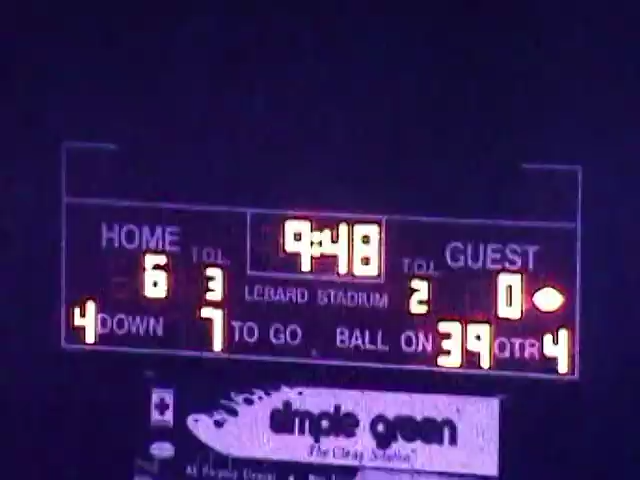 HOME 9:48 GUEST
T.O.L. T.O.L.
6 3 LEBARD STADIUM 2 0
4 DOWN 7 TO GO BALL ON 39 QTR 4
simple green
The Clean Solution